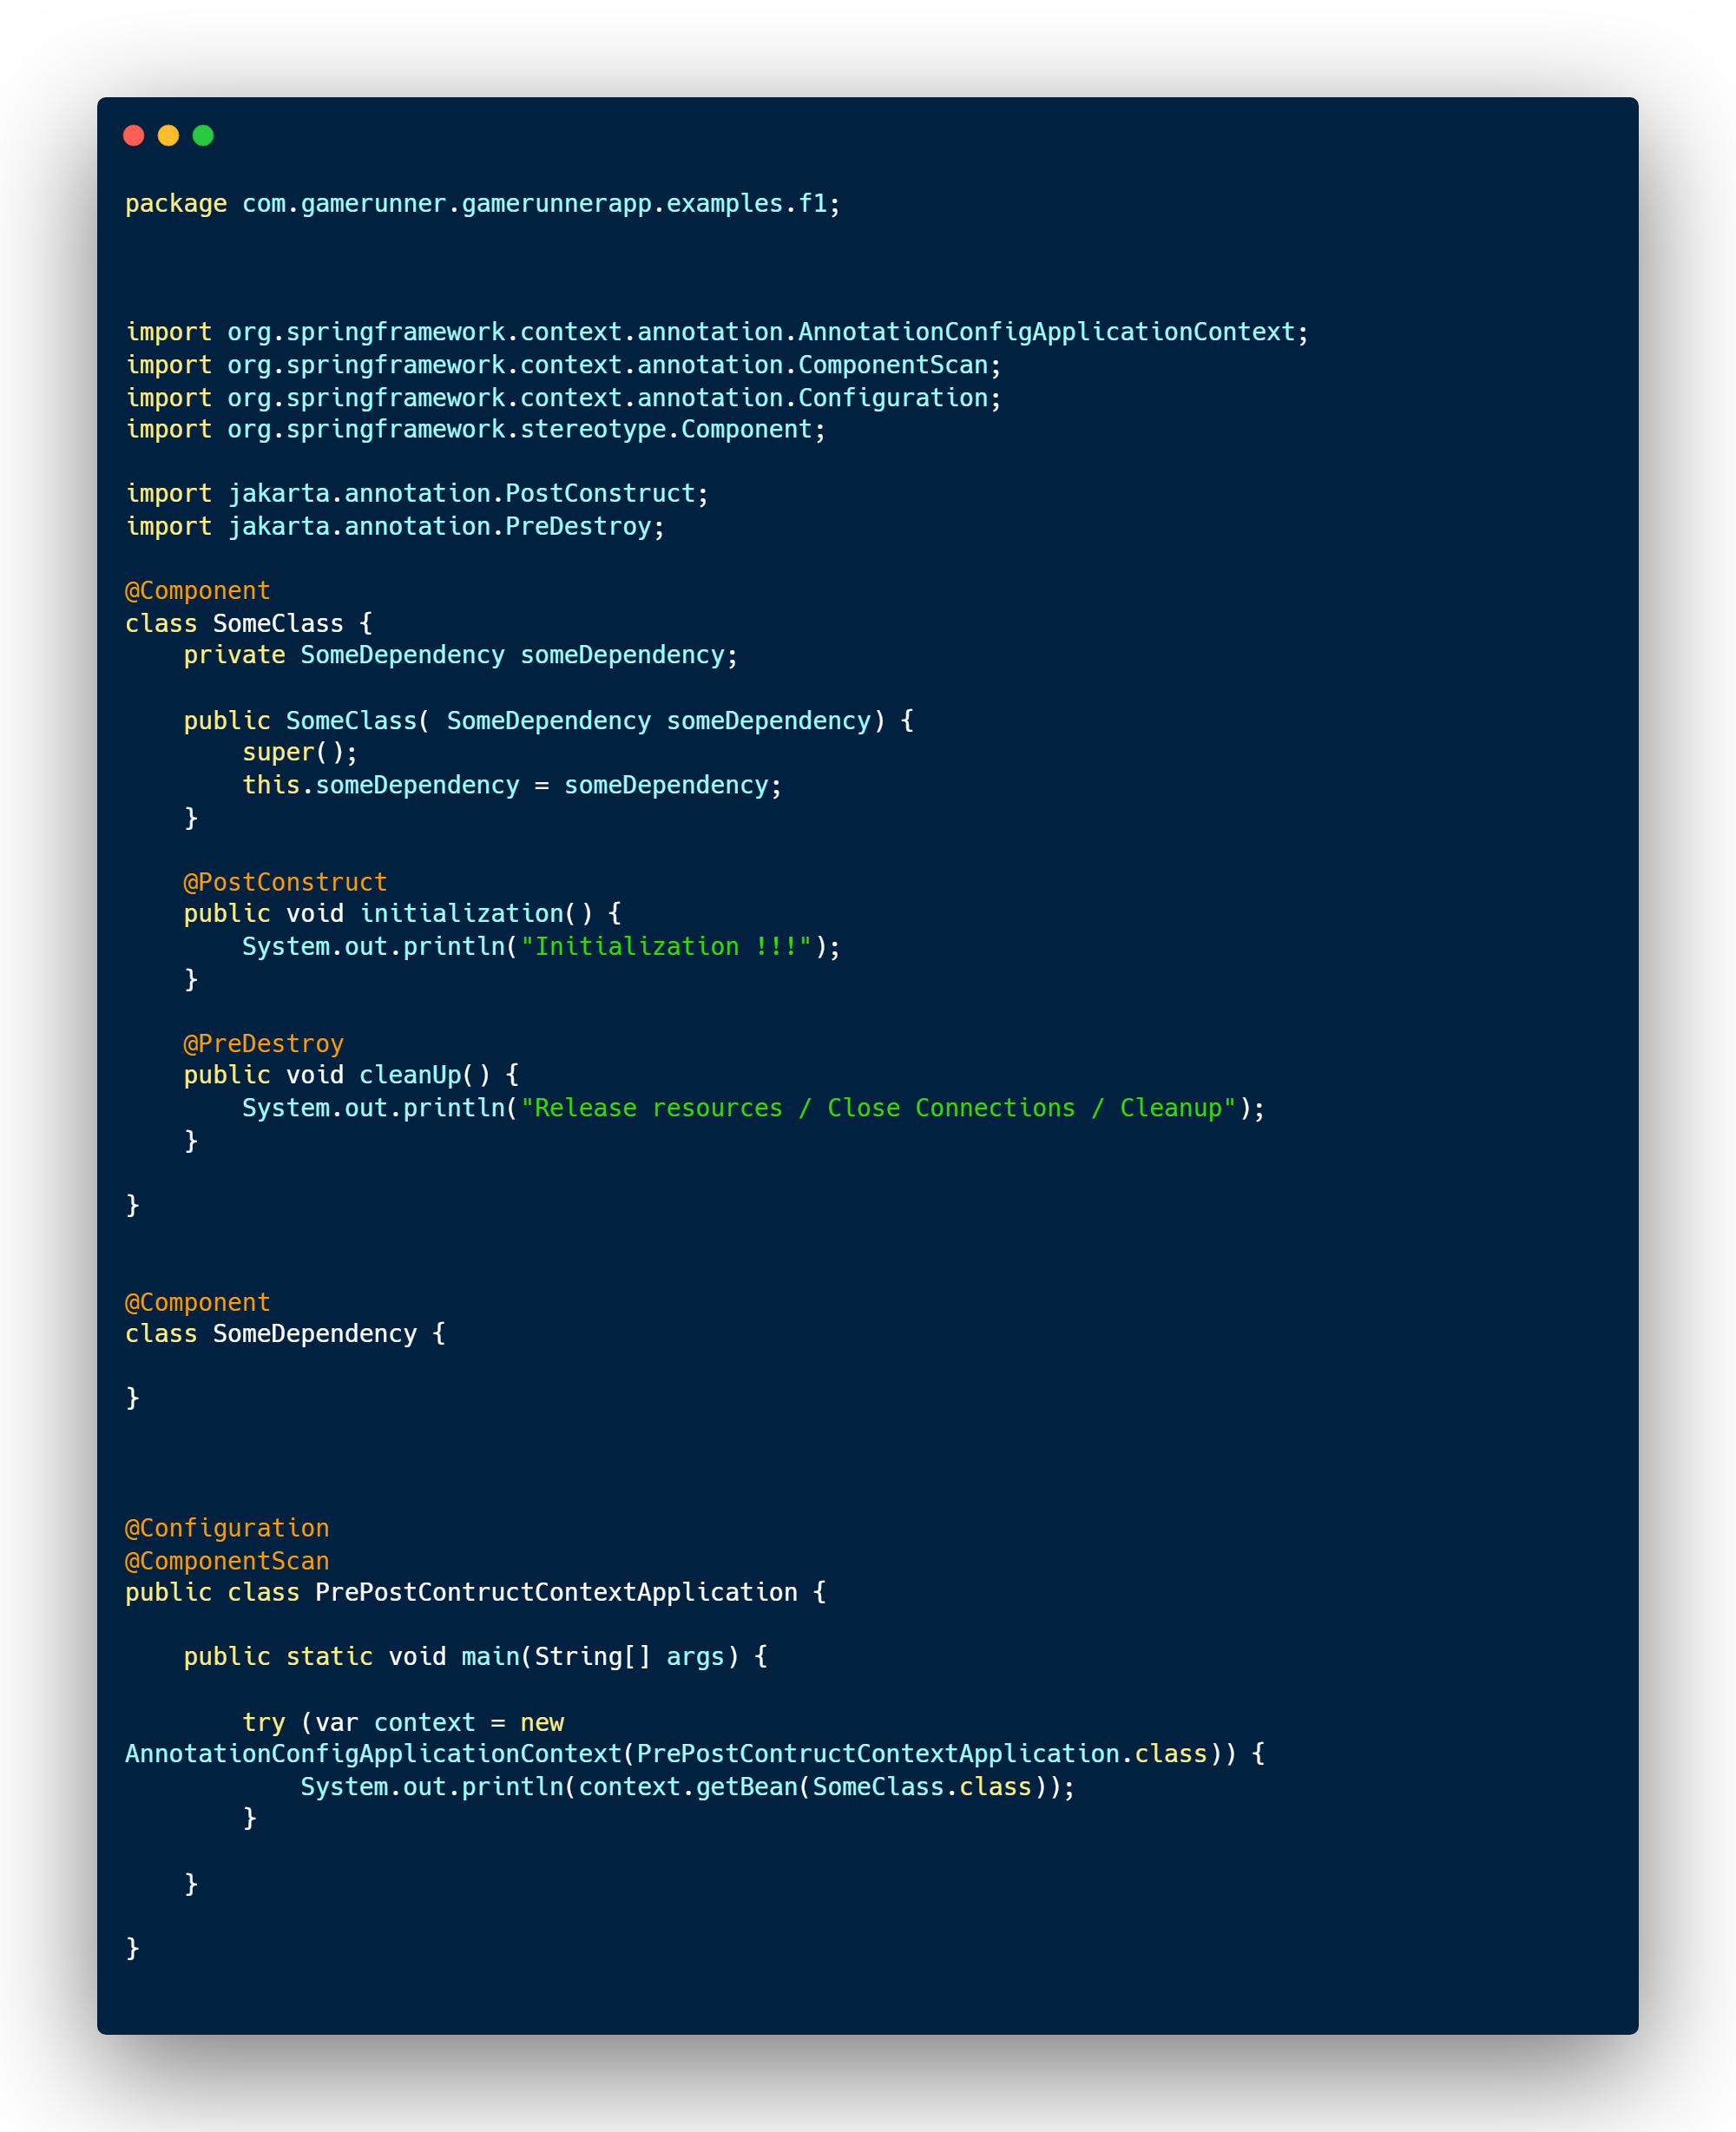 package com.gamerunner.gamerunnerapp.examples.f1;
import org.springframework.context.annotation.AnnotationConfigApplicationContext;
import org.springframework.context.annotation.ComponentScan;
import org.springframework.context.annotation.Configuration;
import org.springframework.stereotype.Component;
import jakarta.annotation.PostConstruct;
import jakarta.annotation.PreDestroy;
@Component
class SomeClass {
    private SomeDependency someDependency;
    public SomeClass( SomeDependency someDependency) {
        super();
        this.someDependency = someDependency;
    }
    @PostConstruct
    public void initialization() {
        System.out.println("Initialization !!!");
    }
    @PreDestroy
    public void cleanUp() {
        System.out.println("Release resources / Close Connections / Cleanup");
    }
}
@Component
class SomeDependency {
}
@Configuration
@ComponentScan
public class PrePostContructContextApplication {
    public static void main(String[] args) {
        try (var context = new
AnnotationConfigApplicationContext(PrePostContructContextApplication.class)) {
            System.out.println(context.getBean(SomeClass.class));
        }
    }
}